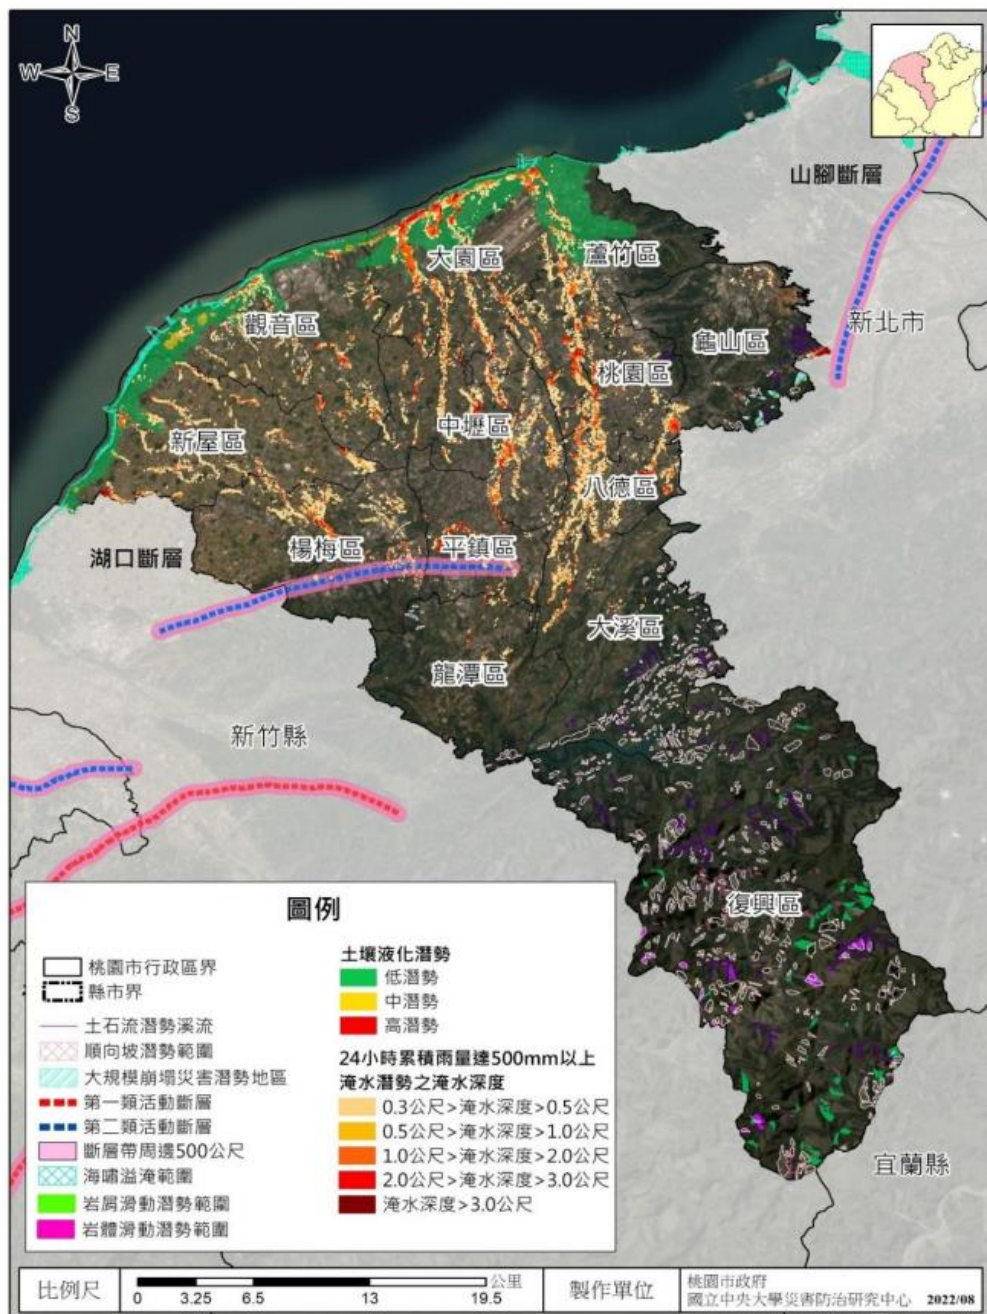 N
W E
S
山腳斷層
大園區
蘆竹區
新北市
觀音區
龜山區
桃園區
中壢區
新屋區
八德區
湖口斷層
楊梅區
平鎮區
大溪區
龍潭區
新竹縣
復興區
宜蘭縣
圖例
桃園市行政區界
縣市界
土石流潛勢溪流
順向坡潛勢範圍
大規模崩塌災害潛勢地區
第一類活動斷層
第二類活動斷層
斷層帶周邊500公尺
海嘯溢淹範圍
岩屑滑動潛勢範圍
岩體滑動潛勢範圍
土壤液化潛勢
低潛勢
中潛勢
高潛勢
24小時累積雨量達500mm以上
淹水潛勢之淹水深度
0.3公尺>淹水深度>0.5公尺
0.5公尺>淹水深度>1.0公尺
1.0公尺>淹水深度>2.0公尺
2.0公尺>淹水深度>3.0公尺
淹水深度>3.0公尺
比例尺
公里
0 3.25 6.5 13 19.5
製作單位
桃園市政府
國立中央大學災害防治研究中心 2022/08